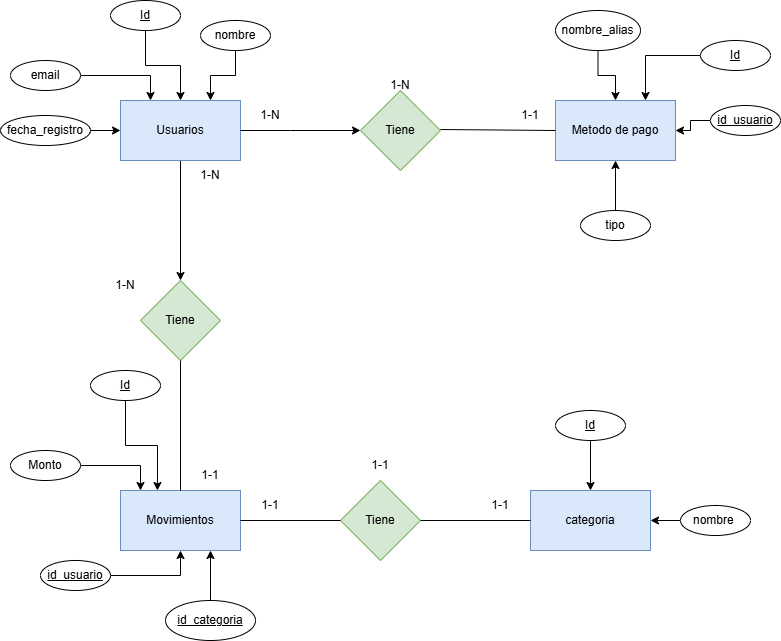 Id
nombre
nombre_alias
Id
email
1-N
fecha_registro
Usuarios
1-N
Tiene
1-1
Metodo de pago
id_usuario
1-N
tipo
1-N
Tiene
Id
Id
Monto
1-1
1-1
1-1
1-1
Movimientos
Tiene
categoria
nombre
id_usuario
id_categoria